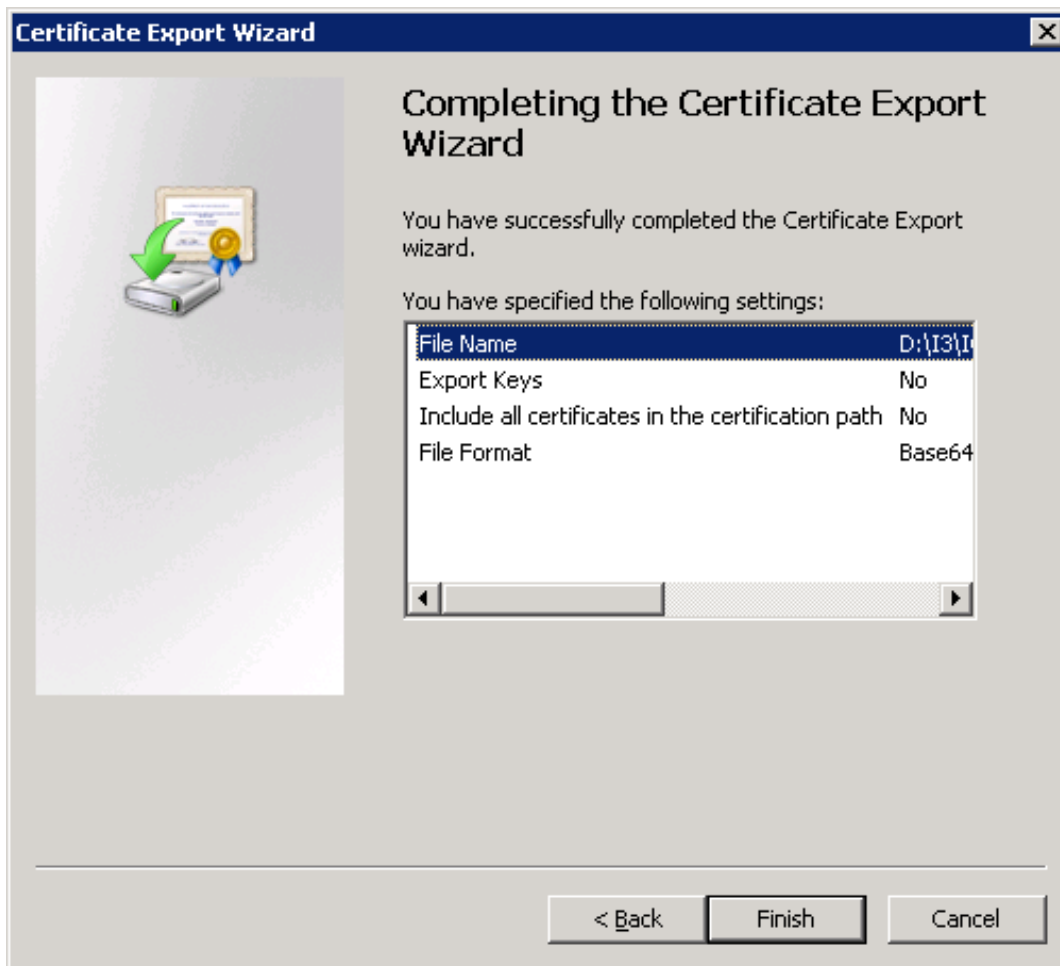 Certificate Export Wizard
Completing the Certificate Export
Wizard
You have successfully completed the Certificate Export
wizard.
You have specified the following settings:
File Name D:\I3\I
Export Keys No
Include all certificates in the certification path No
File Format Base64
< Back Finish Cancel